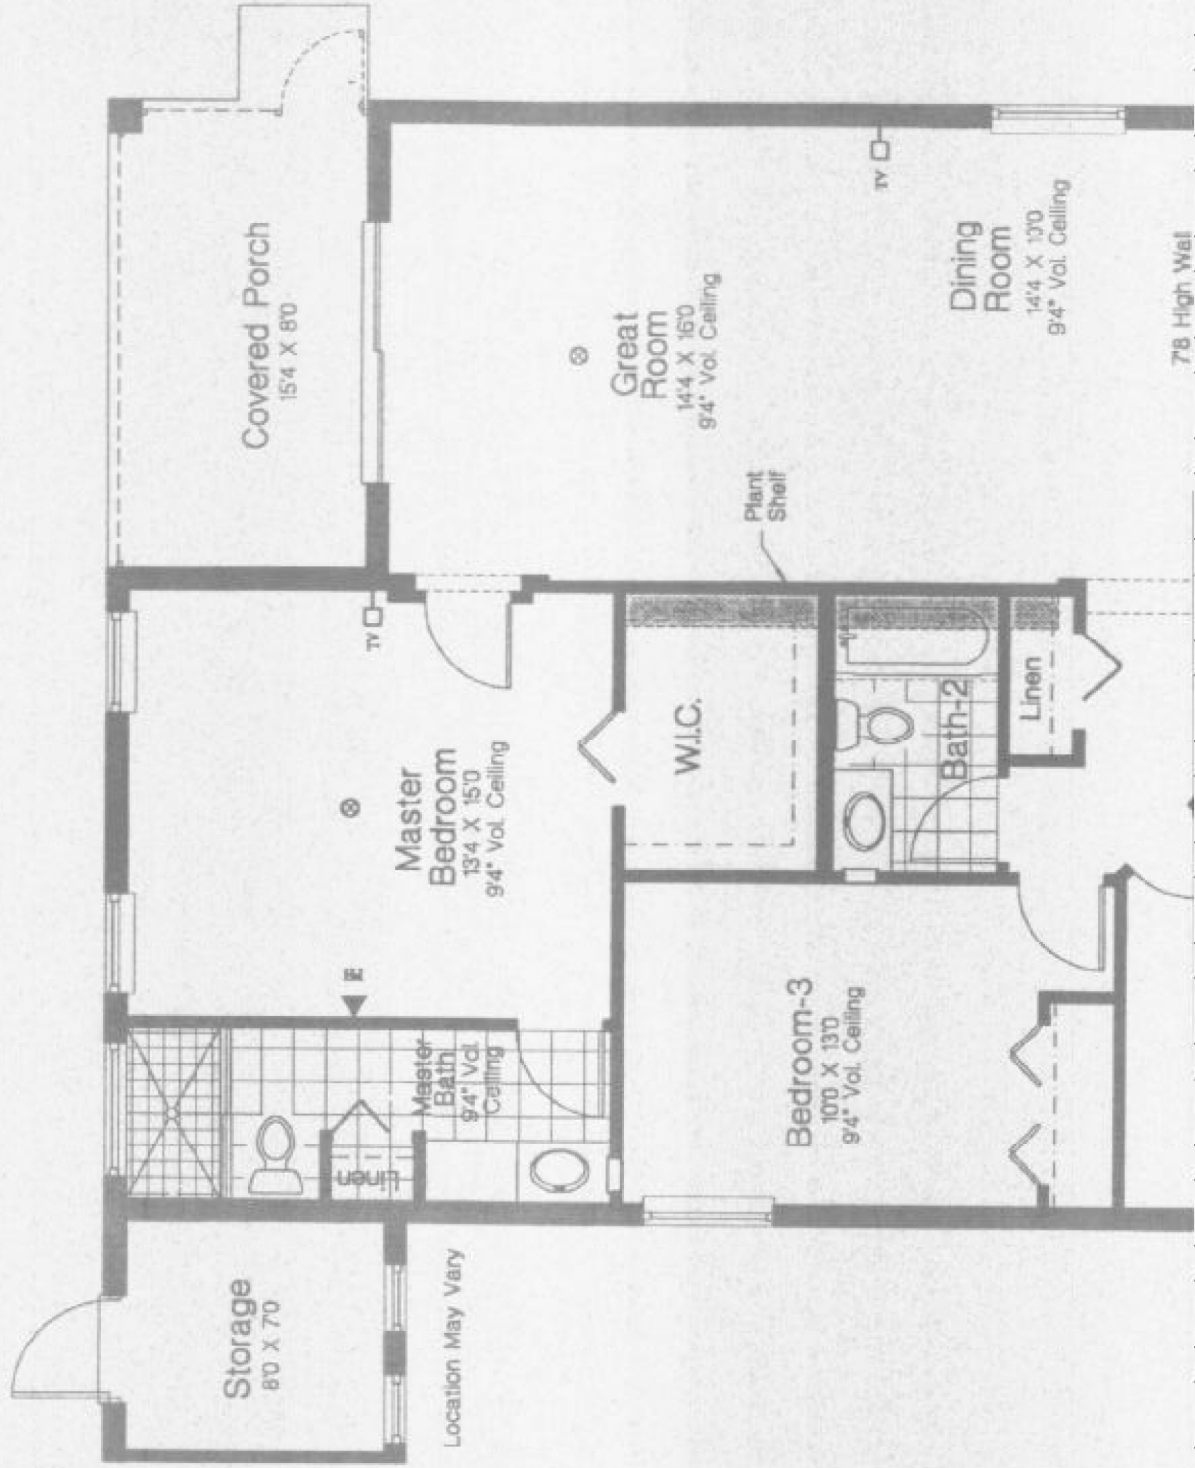 Covered Porch
15'4 X 8'0
Great
Room
14'4 X 16'0
9'4" Vol. Ceiling
TV
Dining
Room
14'4 X 13'0
9'4" Vol. Ceiling
7'8 High Wall
Plant
Shelf
TV
Master
Bedroom
13'4 X 15'0
9'4" Vol. Ceiling
W.I.C.
Bath-2
Linen
Master
Bath
9'4" Vol.
Ceiling
Linen
Bedroom-3
10'0 X 13'0
9'4" Vol. Ceiling
Storage
8'0 X 7'0
Location May Vary